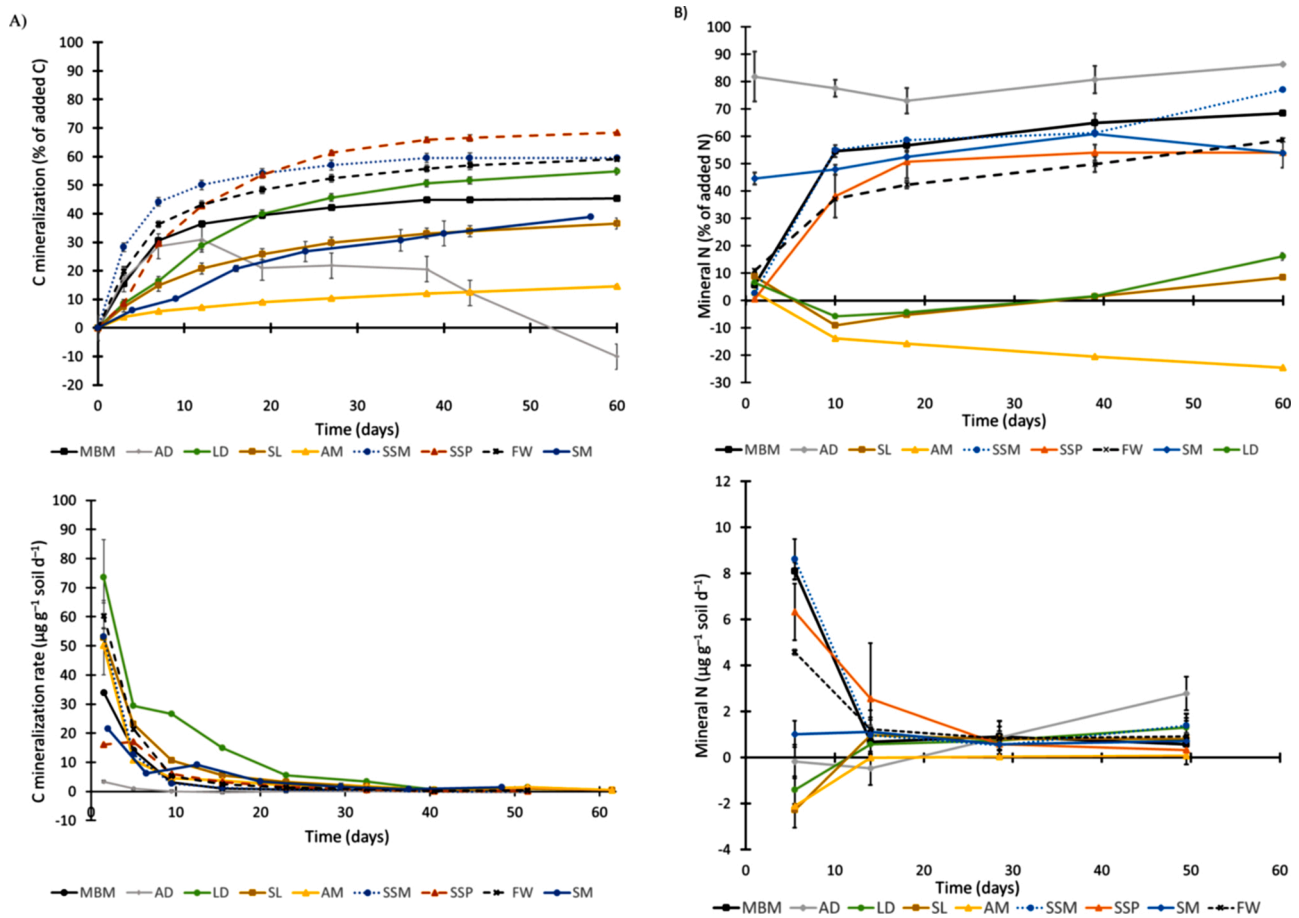 A)
C mineralization (% of added C)
100
90
80
70
60
50
40
30
20
10
0
-10
-20
0 10 20 30 40 50 60
Time (days)
MBM AD LD SL AM SSM SSP FW SM
B)
Mineral N (% of added N)
100
90
80
70
60
50
40
30
20
10
0
-10
-20
-30
0 10 20 30 40 50 60
Time (days)
MBM AD SL AM SSM SSP FW SM LD
C mineralization rate (µg g⁻¹ soil d⁻¹)
100
90
80
70
60
50
40
30
20
10
0
-10
0 10 20 30 40 50 60
Time (days)
MBM AD LD SL AM SSM SSP FW SM
Mineral N (µg g⁻¹ soil d⁻¹)
12
10
8
6
4
2
0
-2
-4
0 10 20 30 40 50 60
Time (days)
MBM AD LD SL AM SSM SSP SM FW